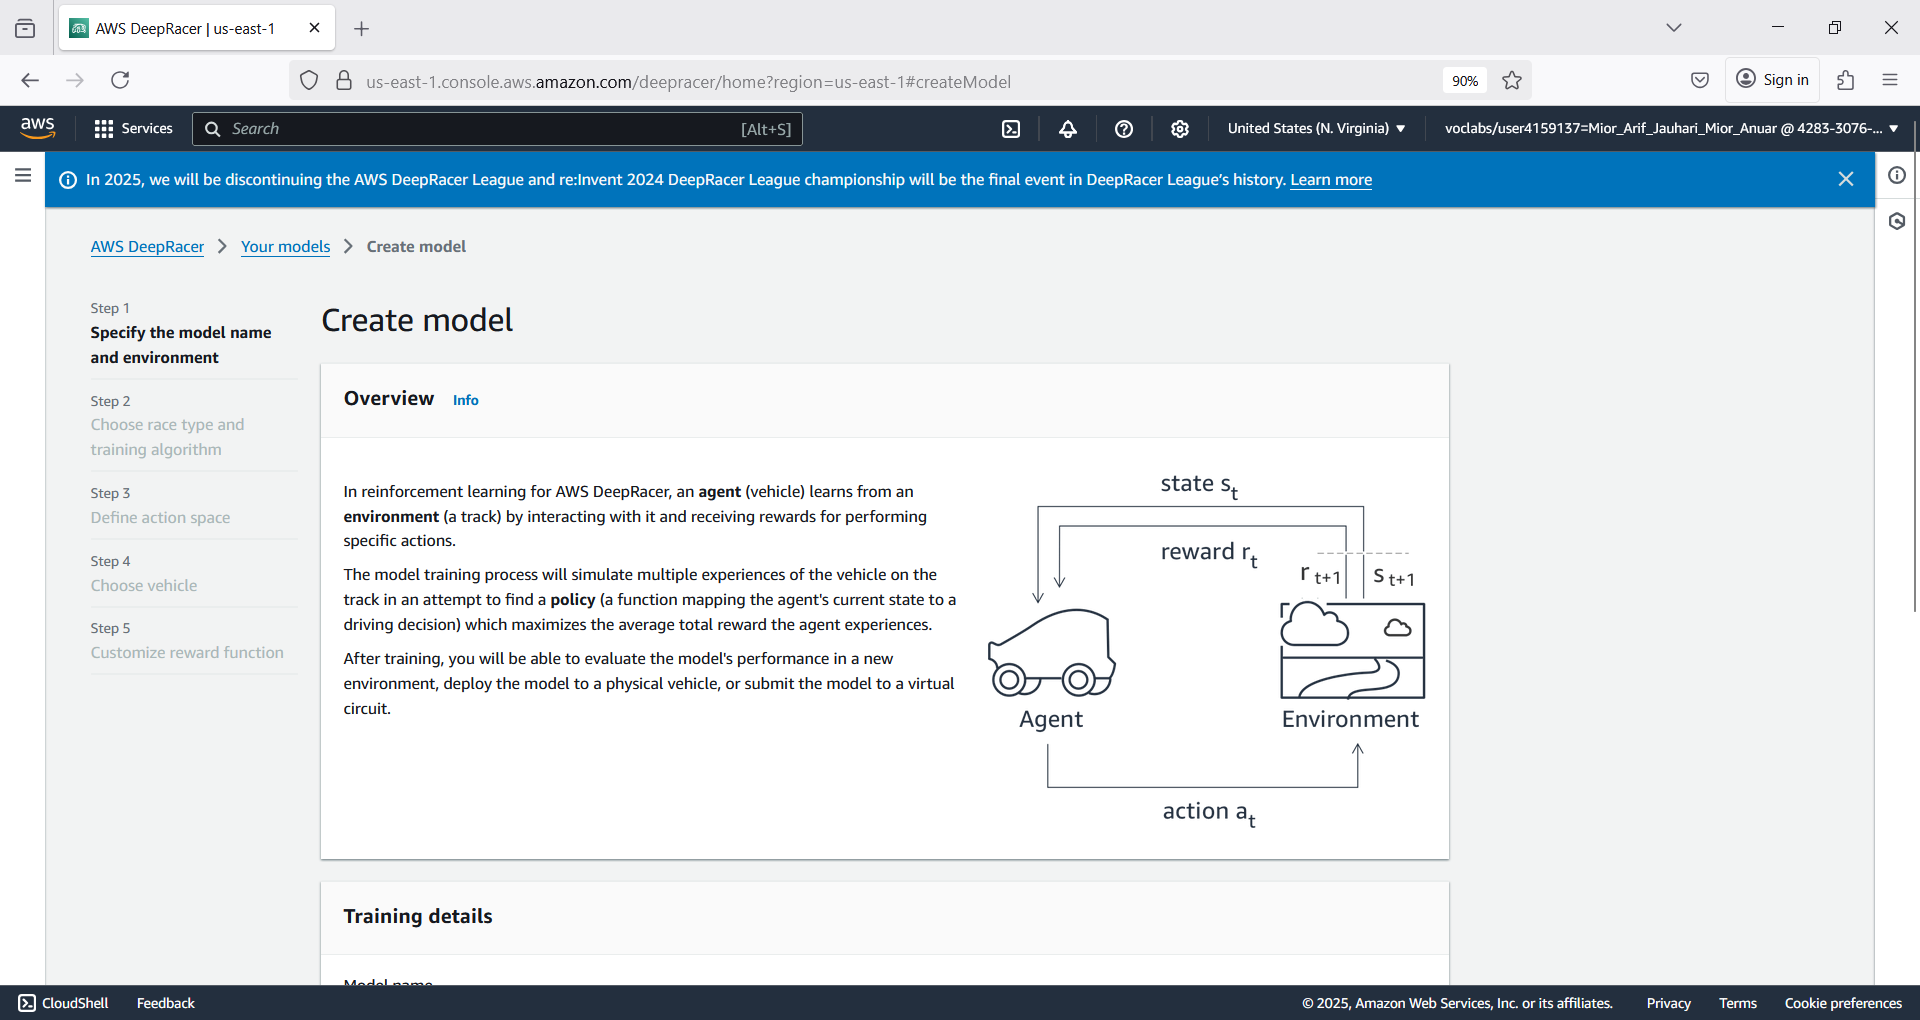 AWS DeepRacer | us-east-1
us-east-1.console.aws.amazon.com/deepracer/home?region=us-east-1#createModel
90%
Sign in
aws
Services
Search
[Alt+S]
United States (N. Virginia)
voclabs/user4159137=Mior_Arif_Jauhari_Mior_Anuar @ 4283-3076-...
In 2025, we will be discontinuing the AWS DeepRacer League and re:Invent 2024 DeepRacer League championship will be the final event in DeepRacer League's history. Learn more
AWS DeepRacer
Your models
Create model
Step 1
Specify the model name
and environment
Step 2
Choose race type and
training algorithm
Step 3
Define action space
Step 4
Choose vehicle
Step 5
Customize reward function
Create model
Overview Info
In reinforcement learning for AWS DeepRacer, an agent (vehicle) learns from an
environment (a track) by interacting with it and receiving rewards for performing
specific actions.
The model training process will simulate multiple experiences of the vehicle on the
track in an attempt to find a policy (a function mapping the agent's current state to a
driving decision) which maximizes the average total reward the agent experiences.
After training, you will be able to evaluate the model's performance in a new
environment, deploy the model to a physical vehicle, or submit the model to a virtual
circuit.
state st
reward rt
r t+1
s t+1
Agent
Environment
action at
Training details
Model name
CloudShell
Feedback
© 2025, Amazon Web Services, Inc. or its affiliates.
Privacy
Terms
Cookie preferences